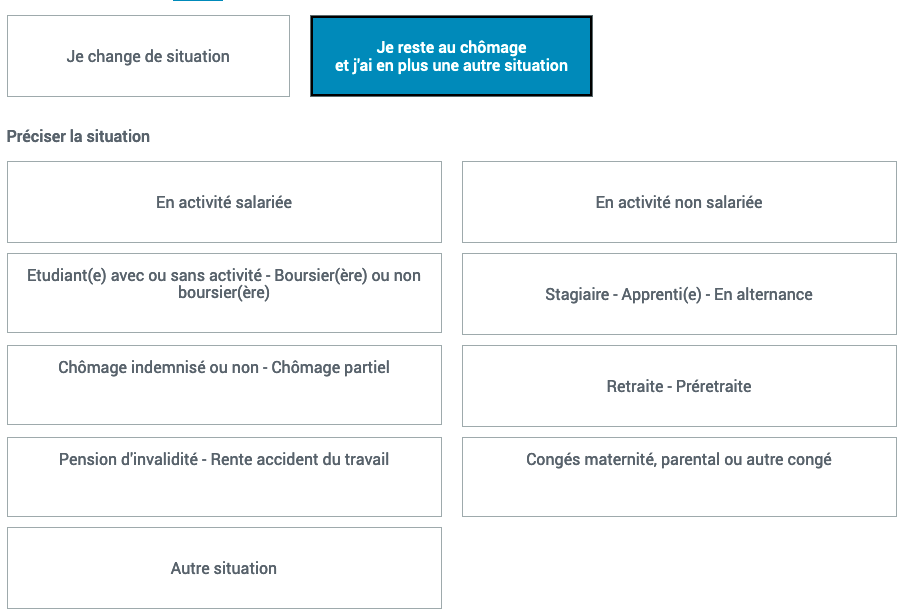 Je change de situation
Je reste au chômage
et j'ai en plus une autre situation
Préciser la situation
En activité salariée
En activité non salariée
Etudiant(e) avec ou sans activité - Boursier(ère) ou non
boursier(ère)
Stagiaire - Apprenti(e) - En alternance
Chômage indemnisé ou non - Chômage partiel
Retraite - Préretraite
Pension d'invalidité - Rente accident du travail
Congés maternité, parental ou autre congé
Autre situation